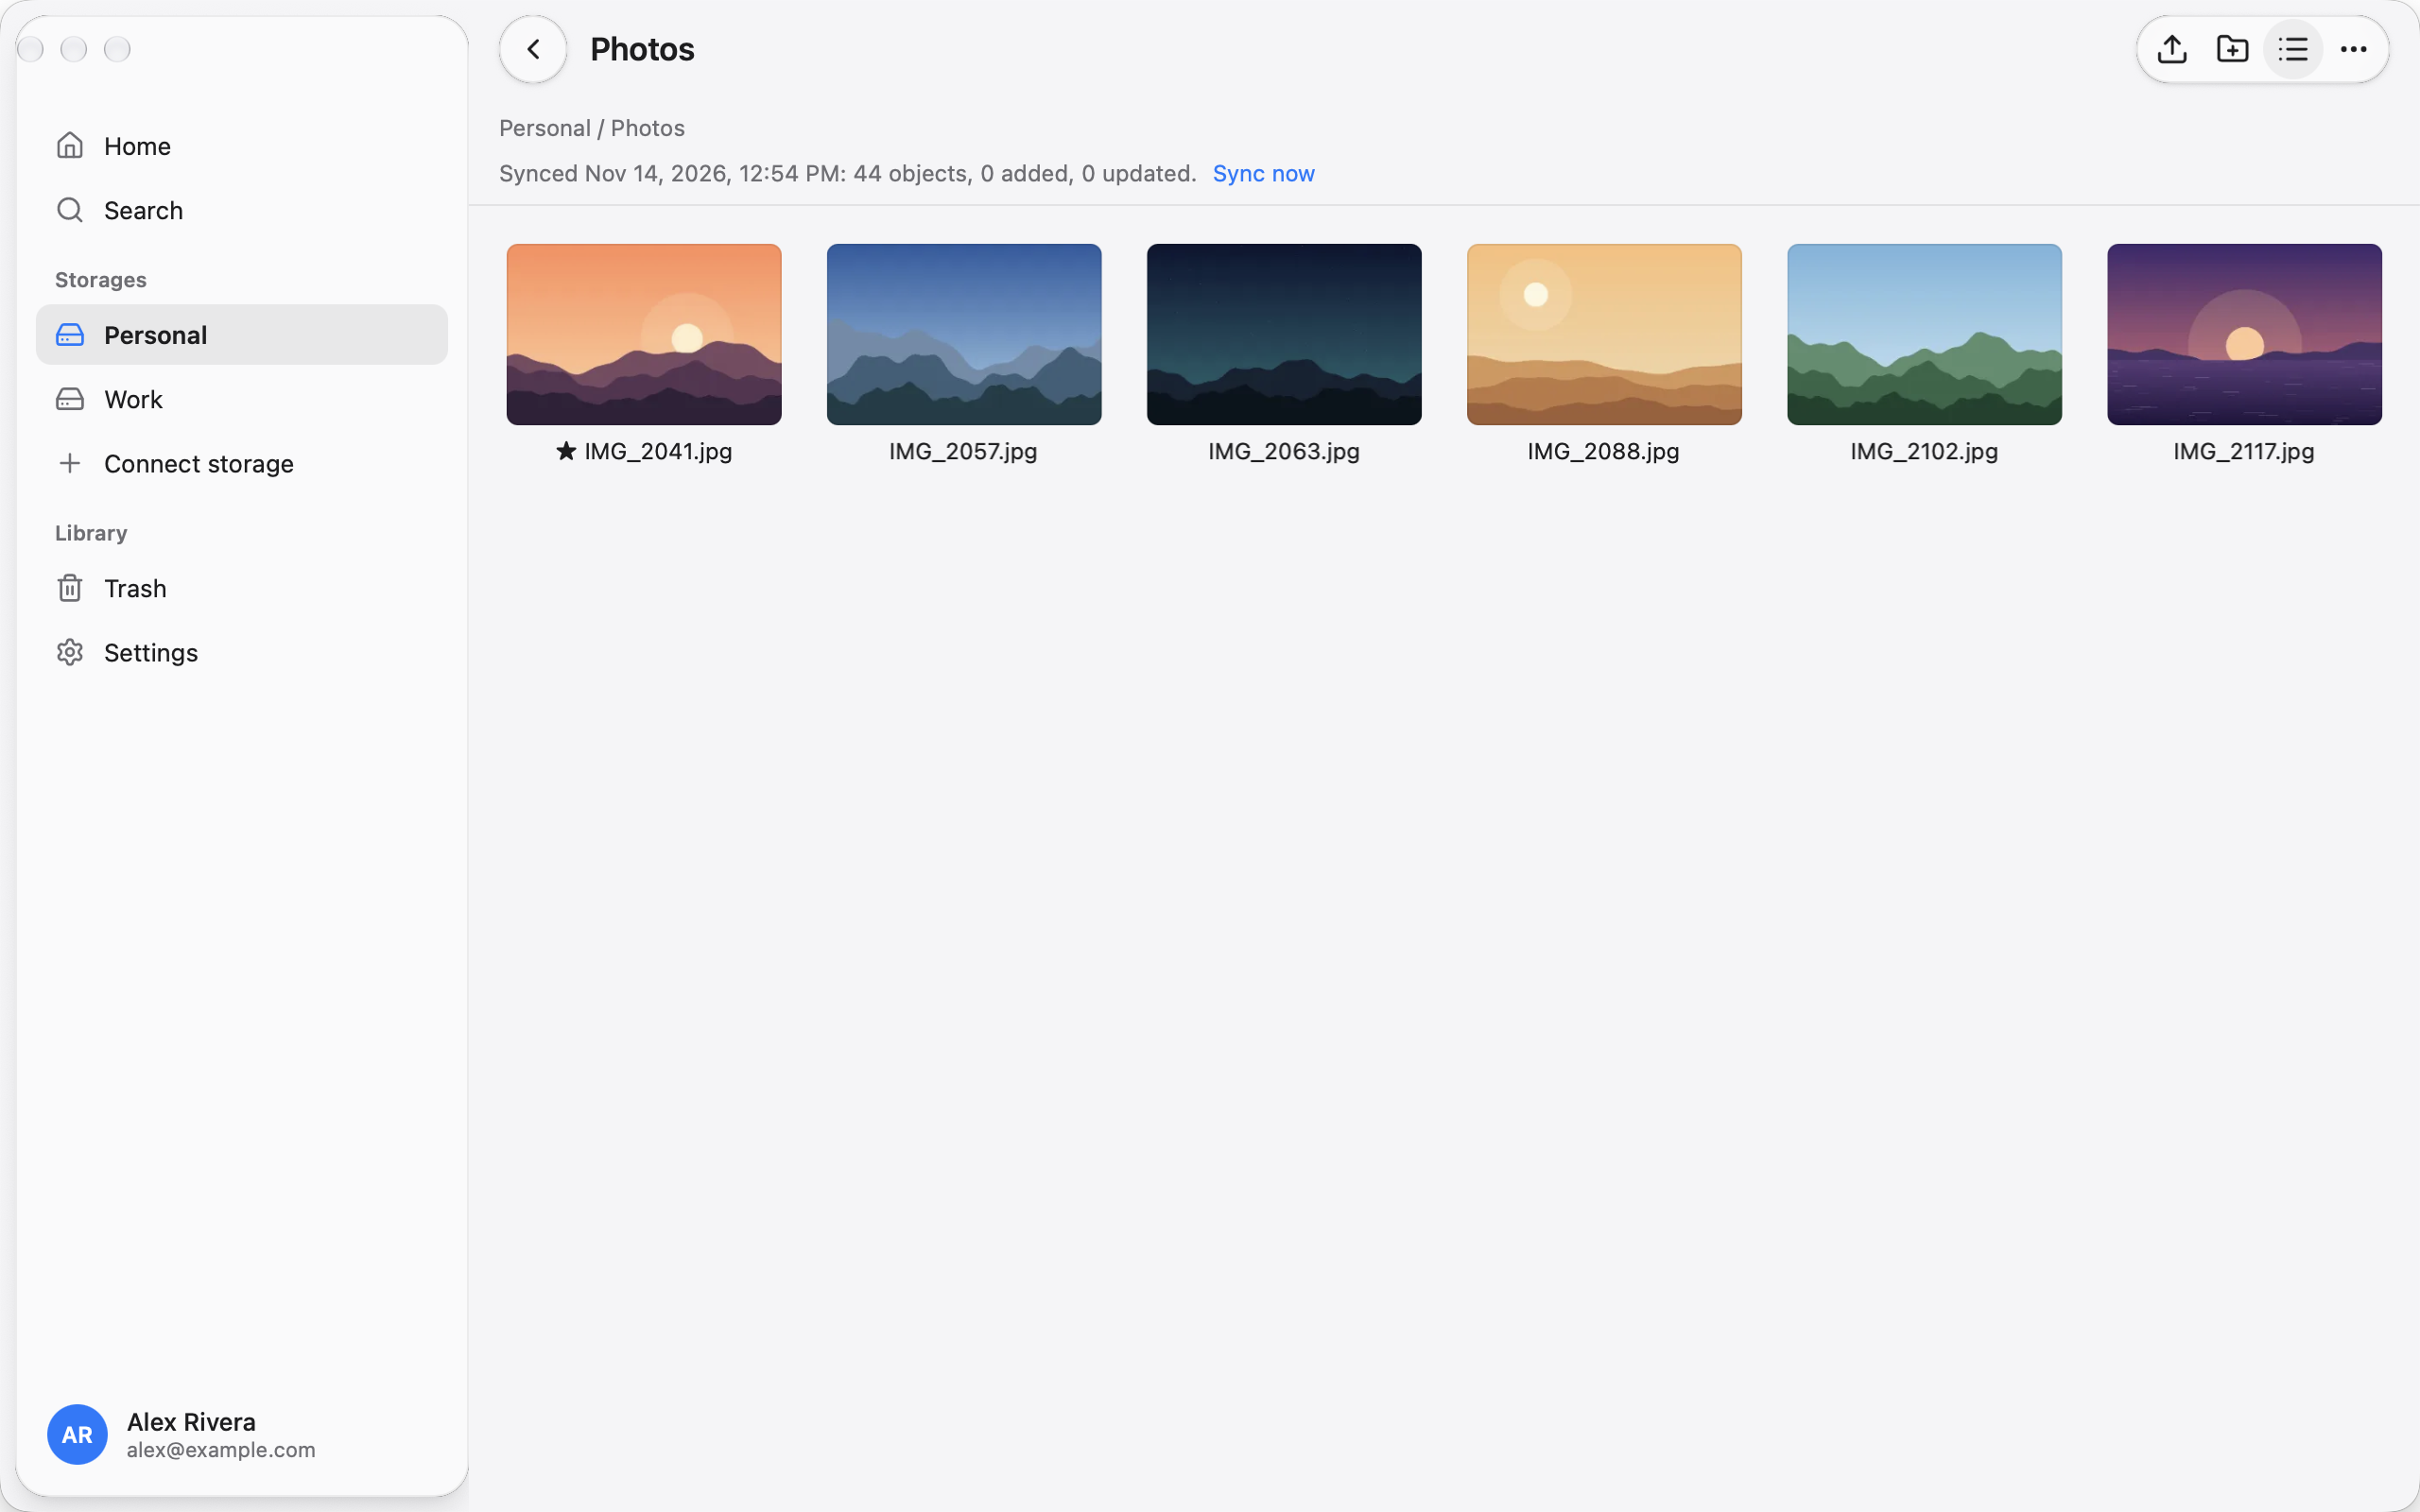 Photos
Personal / Photos
Synced Nov 14, 2026, 12:54 PM: 44 objects, 0 added, 0 updated. Sync now
Home
Search
Storages
Personal
Work
Connect storage
Library
Trash
Settings
★ IMG_2041.jpg
IMG_2057.jpg
IMG_2063.jpg
IMG_2088.jpg
IMG_2102.jpg
IMG_2117.jpg
AR
Alex Rivera
alex@example.com